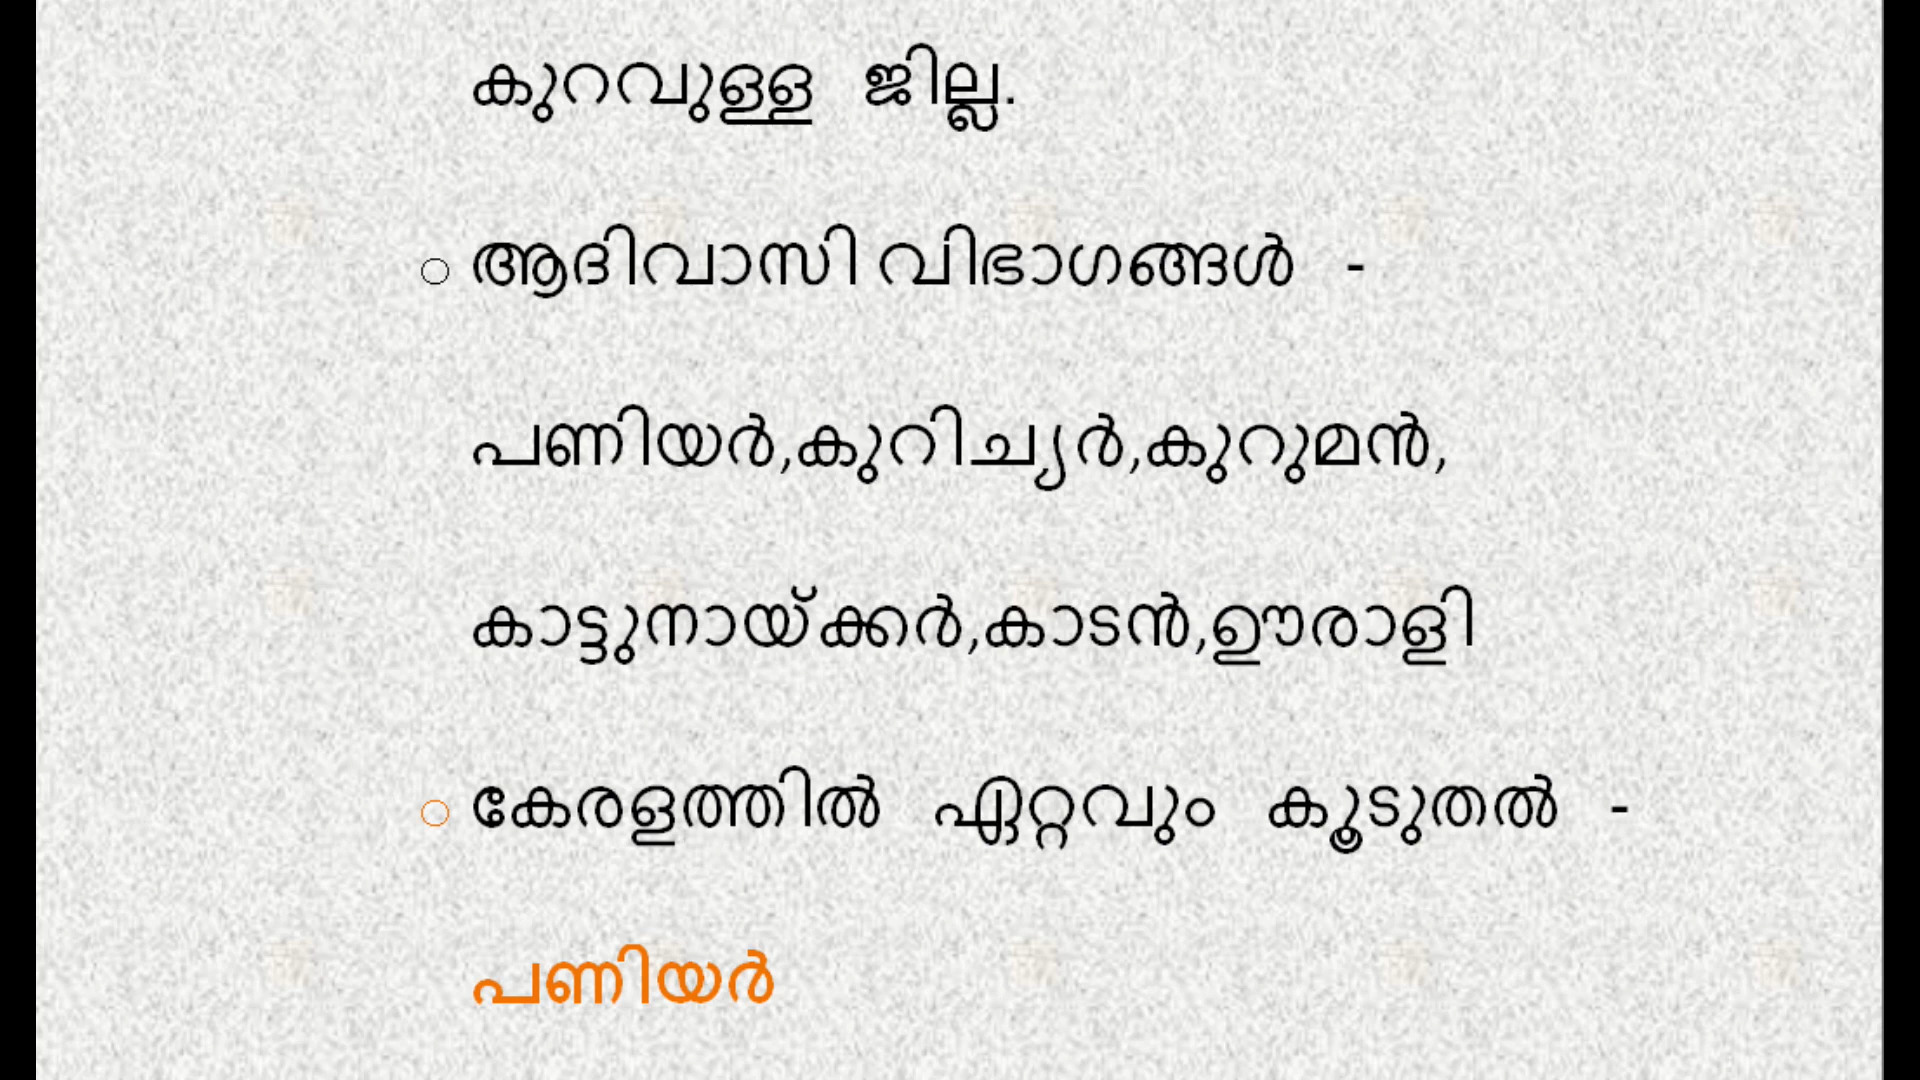 കുറവുള്ള ജില്ല.
○ ആദിവാസി വിഭാഗങ്ങൾ -
പണിയർ,കുറിച്യർ,കുറുമൻ,
കാട്ടുനായ്ക്കർ,കാടൻ,ഊരാളി
○ കേരളത്തിൽ ഏറ്റവും കൂടുതൽ -
പണിയർ